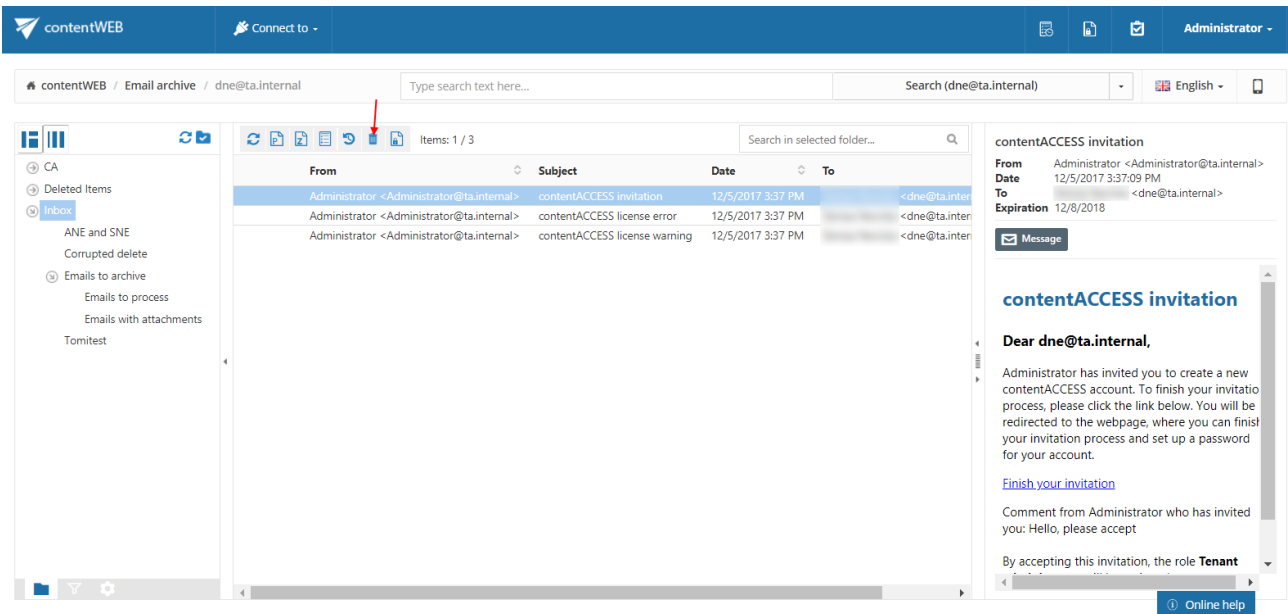 contentWEB
Connect to
Administrator
contentWEB / Email archive / dne@ta.internal
Type search text here...
Search (dne@ta.internal)
English
Items: 1 / 3
Search in selected folder...
CA
Deleted Items
Inbox
ANE and SNE
Corrupted delete
Emails to archive
Emails to process
Emails with attachments
Tomitest
From Subject Date To
Administrator <Administrator@ta.internal> contentACCESS invitation 12/5/2017 3:37 PM <dne@ta.inter
Administrator <Administrator@ta.internal> contentACCESS license error 12/5/2017 3:37 PM <dne@ta.inter
Administrator <Administrator@ta.internal> contentACCESS license warning 12/5/2017 3:37 PM <dne@ta.inter
contentACCESS invitation
From Administrator <Administrator@ta.internal>
Date 12/5/2017 3:37:09 PM
To <dne@ta.internal>
Expiration 12/8/2018
Message
contentACCESS invitation
Dear dne@ta.internal,
Administrator has invited you to create a new
contentACCESS account. To finish your invitatio
process, please click the link below. You will be
redirected to the webpage, where you can finish
your invitation process and set up a password
for your account.
Finish your invitation
Comment from Administrator who has invited
you: Hello, please accept
By accepting this invitation, the role Tenant
Online help